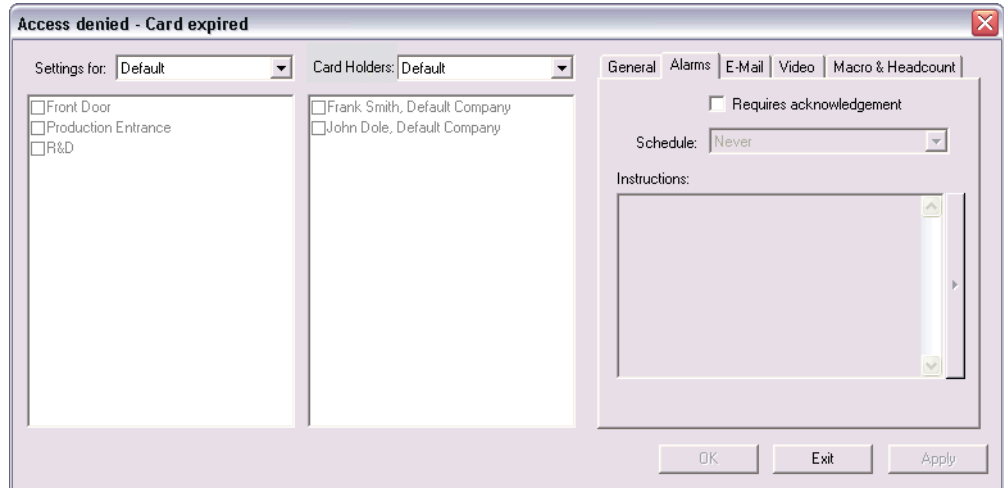 Access denied - Card expired
Settings for: Default
Card Holders: Default
General Alarms E-Mail Video Macro & Headcount
Front Door
Production Entrance
R&D
Frank Smith, Default Company
John Dole, Default Company
Requires acknowledgement
Schedule: Never
Instructions:
OK Exit Apply